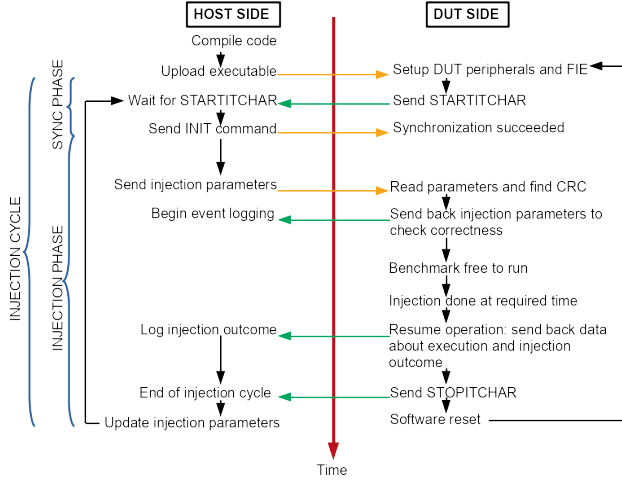 HOST SIDE
DUT SIDE
Compile code
Upload executable
Setup DUT peripherals and FIE
Wait for STARTITCHAR
Send STARTITCHAR
Send INIT command
Synchronization succeeded
Send injection parameters
Read parameters and find CRC
Begin event logging
Send back injection parameters to
check correctness
Benchmark free to run
Injection done at required time
Log injection outcome
Resume operation: send back data
about execution and injection
outcome
End of injection cycle
Send STOPITCHAR
Update injection parameters
Software reset
Time
INJECTION CYCLE
SYNC PHASE
INJECTION PHASE